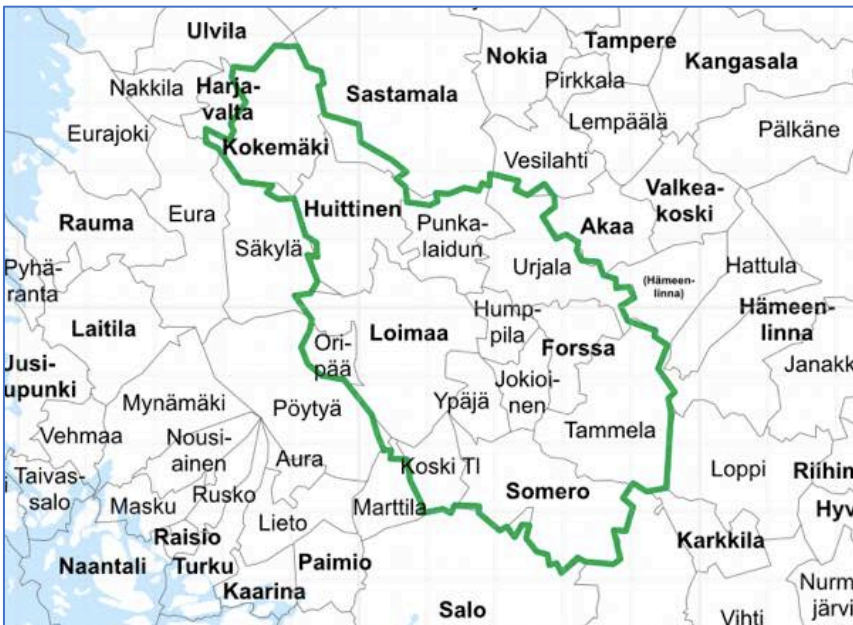 Ulvila
Tampere
Nokia
Kangasala
Nakkila
Harja-
valta
Pirkkala
Sastamala
Lempäälä
Eurajoki
Pälkäne
Kokemäki
Vesilahti
Valkea-
koski
Rauma
Eura
Huittinen
Punka-
laidun
Akaa
Säkylä
Urjala
Hattula
Pyhä-
ranta
(Hämeen-
linna)
Hämeen-
linna
Laitila
Loimaa
Hump-
pila
Ori-
pää
Forssa
Jusi-
upunki
Janakk
Jokioi-
nen
Mynämäki
Pöytyä
Ypäjä
Vehmaa
Nousi-
ainen
Tammela
Aura
Koski Tl
Loppi
Riihim
i
Taivas-
salo
Rusko
Masku
Lieto
Marttila
Somero
Hyv
Raisio
Karkkila
Naantali
Turku
Paimio
Kaarina
Nurm
järvi
Salo
Vihti